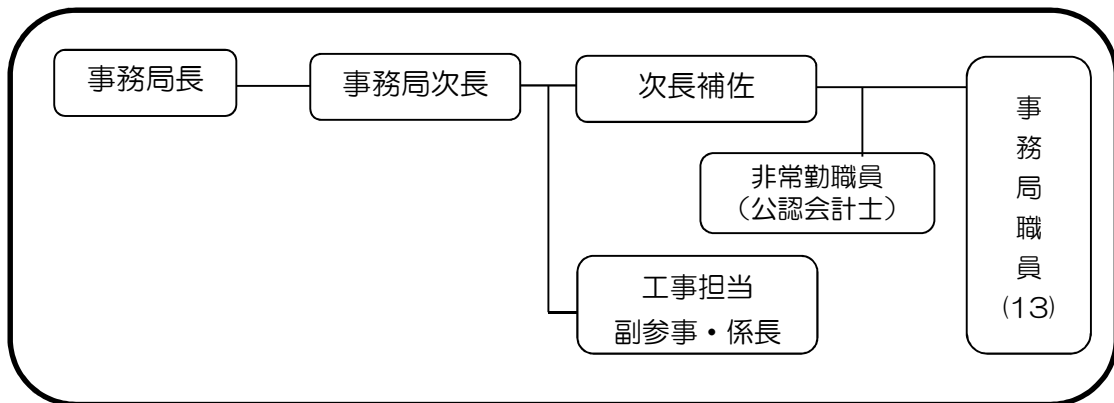 事務局長
事務局次長
次長補佐
非常勤職員
（公認会計士）
工事担当
副参事・係長
事務局職員(13)